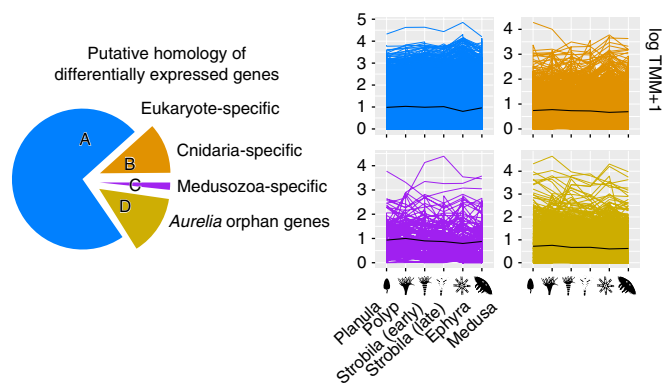 Putative homology of
differentially expressed genes
Eukaryote-specific
Cnidaria-specific
Medusozoa-specific
Aurelia orphan genes
A
B
C
D
5
4
3
2
1
0
4
3
2
1
0
4
3
2
1
0
4
3
2
1
0
log TMM+1
Planula
Polyp
Strobila (early)
Strobila (late)
Ephyra
Medusa